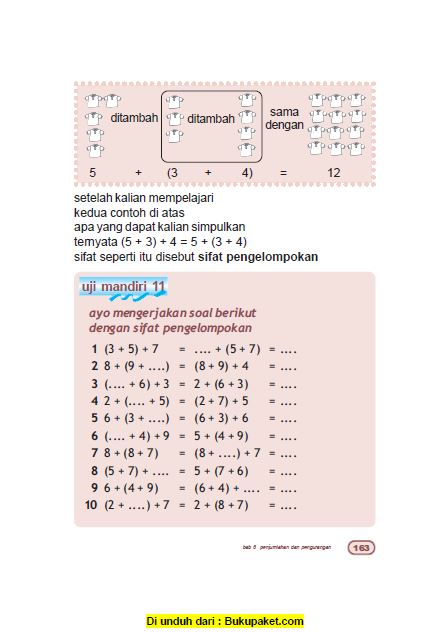 ditambah ditambah sama
dengan
5 + (3 + 4) = 12
setelah kalian mempelajari
kedua contoh di atas
apa yang dapat kalian simpulkan
ternyata (5 + 3) + 4 = 5 + (3 + 4)
sifat seperti itu disebut sifat pengelompokan
uji mandiri 11
ayo mengerjakan soal berikut
dengan sifat pengelompokan
1 (3 + 5) + 7 = .... + (5 + 7) = ....
2 8 + (9 + ....) = (8 + 9) + 4 = ....
3 (.... + 6) + 3 = 2 + (6 + 3) = ....
4 2 + (.... + 5) = (2 + 7) + 5 = ....
5 6 + (3 + ....) = (6 + 3) + 6 = ....
6 (.... + 4) + 9 = 5 + (4 + 9) = ....
7 8 + (8 + 7) = (8 + ....) + 7 = ....
8 (5 + 7) + .... = 5 + (7 + 6) = ....
9 6 + (4 + 9) = (6 + 4) + .... = ....
10 (2 + ....) + 7 = 2 + (8 + 7) = ....
bab 8 penjumlahan dan pengurangan 163
Di unduh dari : Bukupaket.com